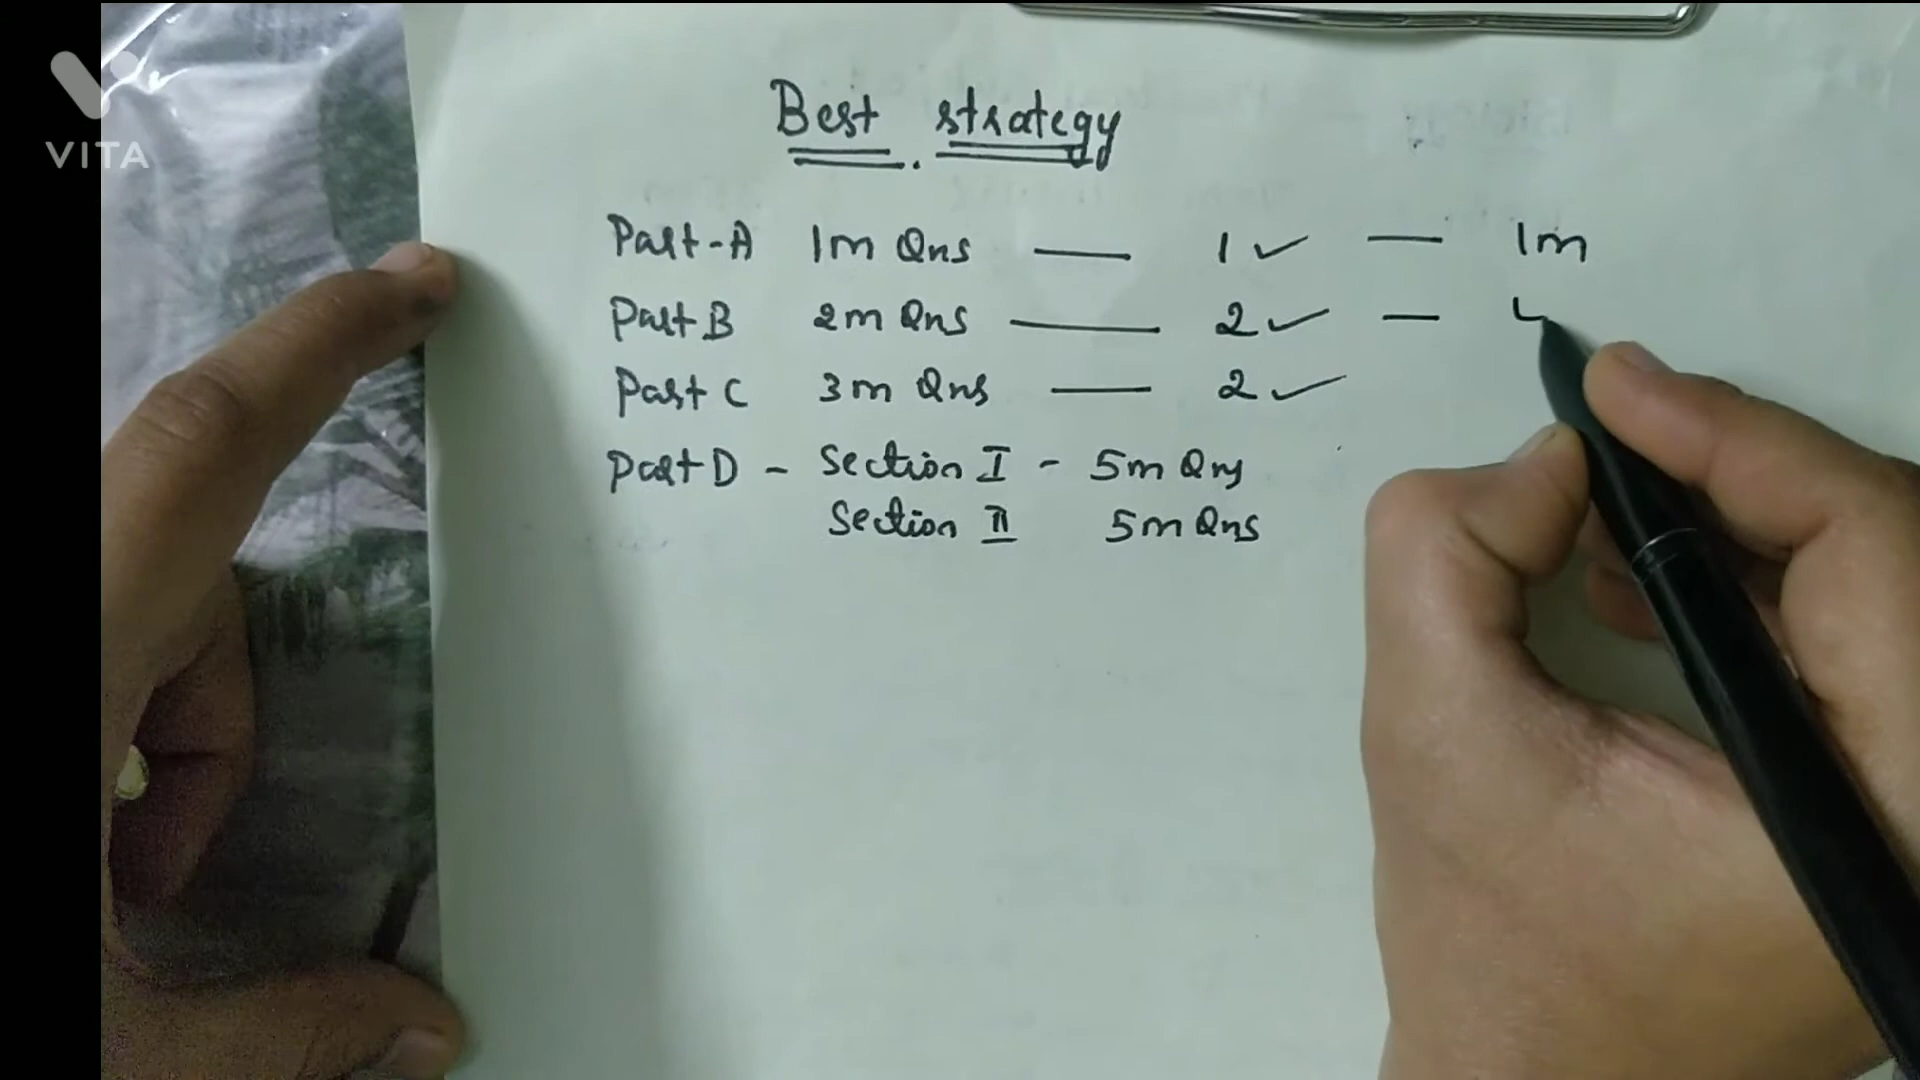 VITA
Best strategy
Part-A 1m Qns — 1 ✓ — 1m
Part B 2m Qns — 2 ✓ — 4
Part C 3m Qns — 2 ✓
Part D - Section I - 5m Qns
Section II 5m Qns